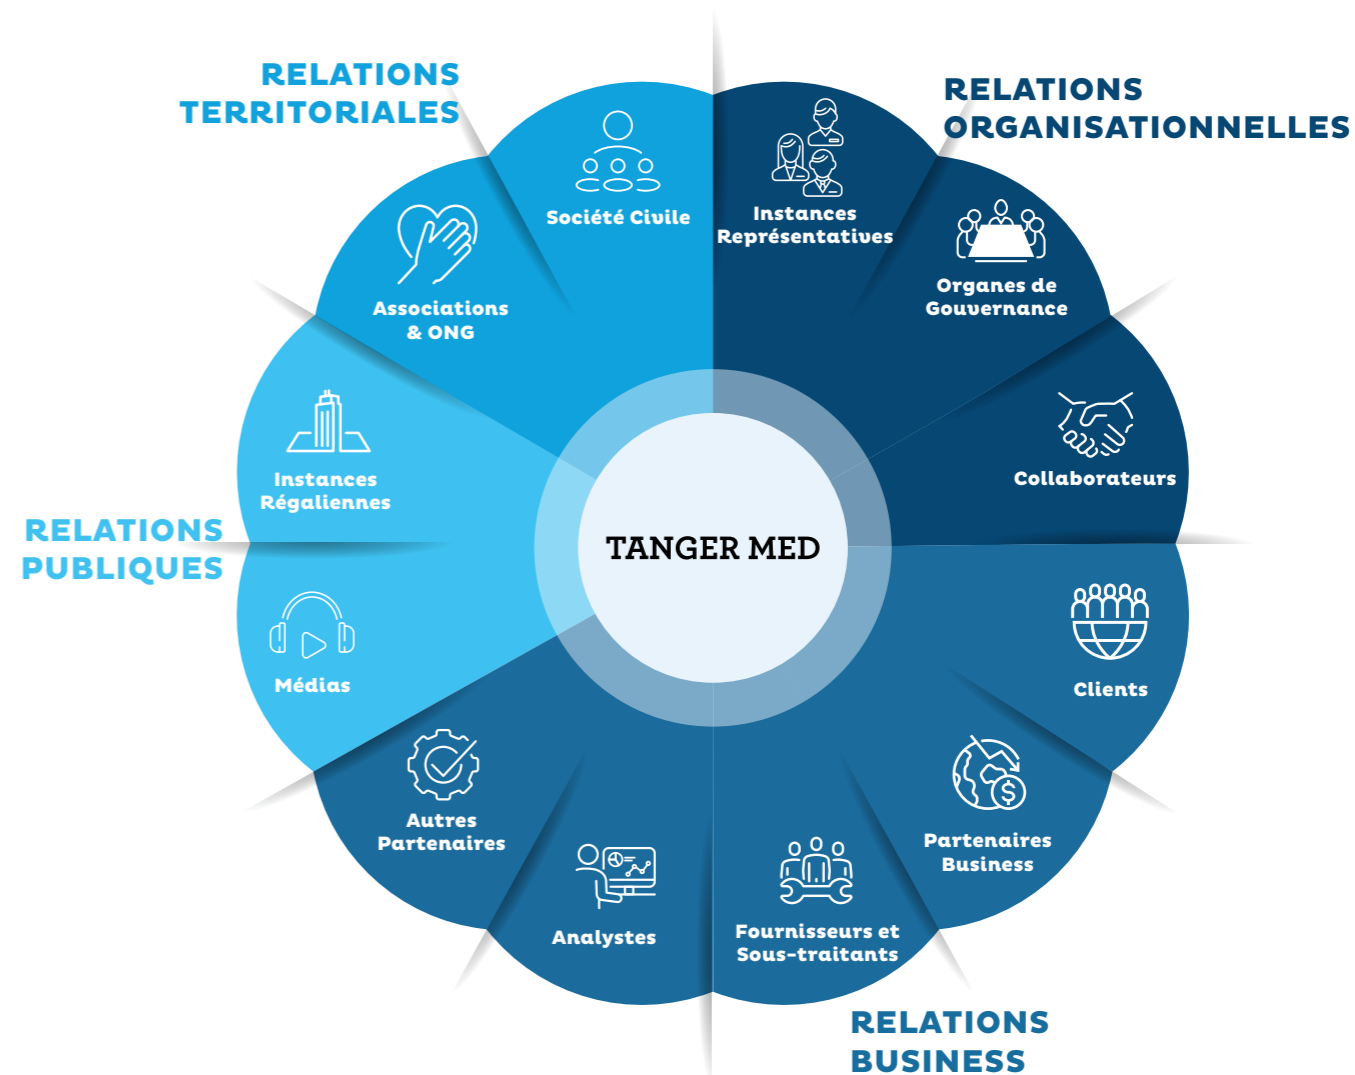 RELATIONS
TERRITORIALES
RELATIONS
ORGANISATIONNELLES
Société Civile
Instances
Représentatives
Organes de
Gouvernance
Associations
& ONG
Collaborateurs
Instances
Régaliennes
RELATIONS
PUBLIQUES
TANGER MED
Médias
Clients
Autres
Partenaires
Partenaires
Business
Analystes
Fournisseurs et
Sous-traitants
RELATIONS
BUSINESS